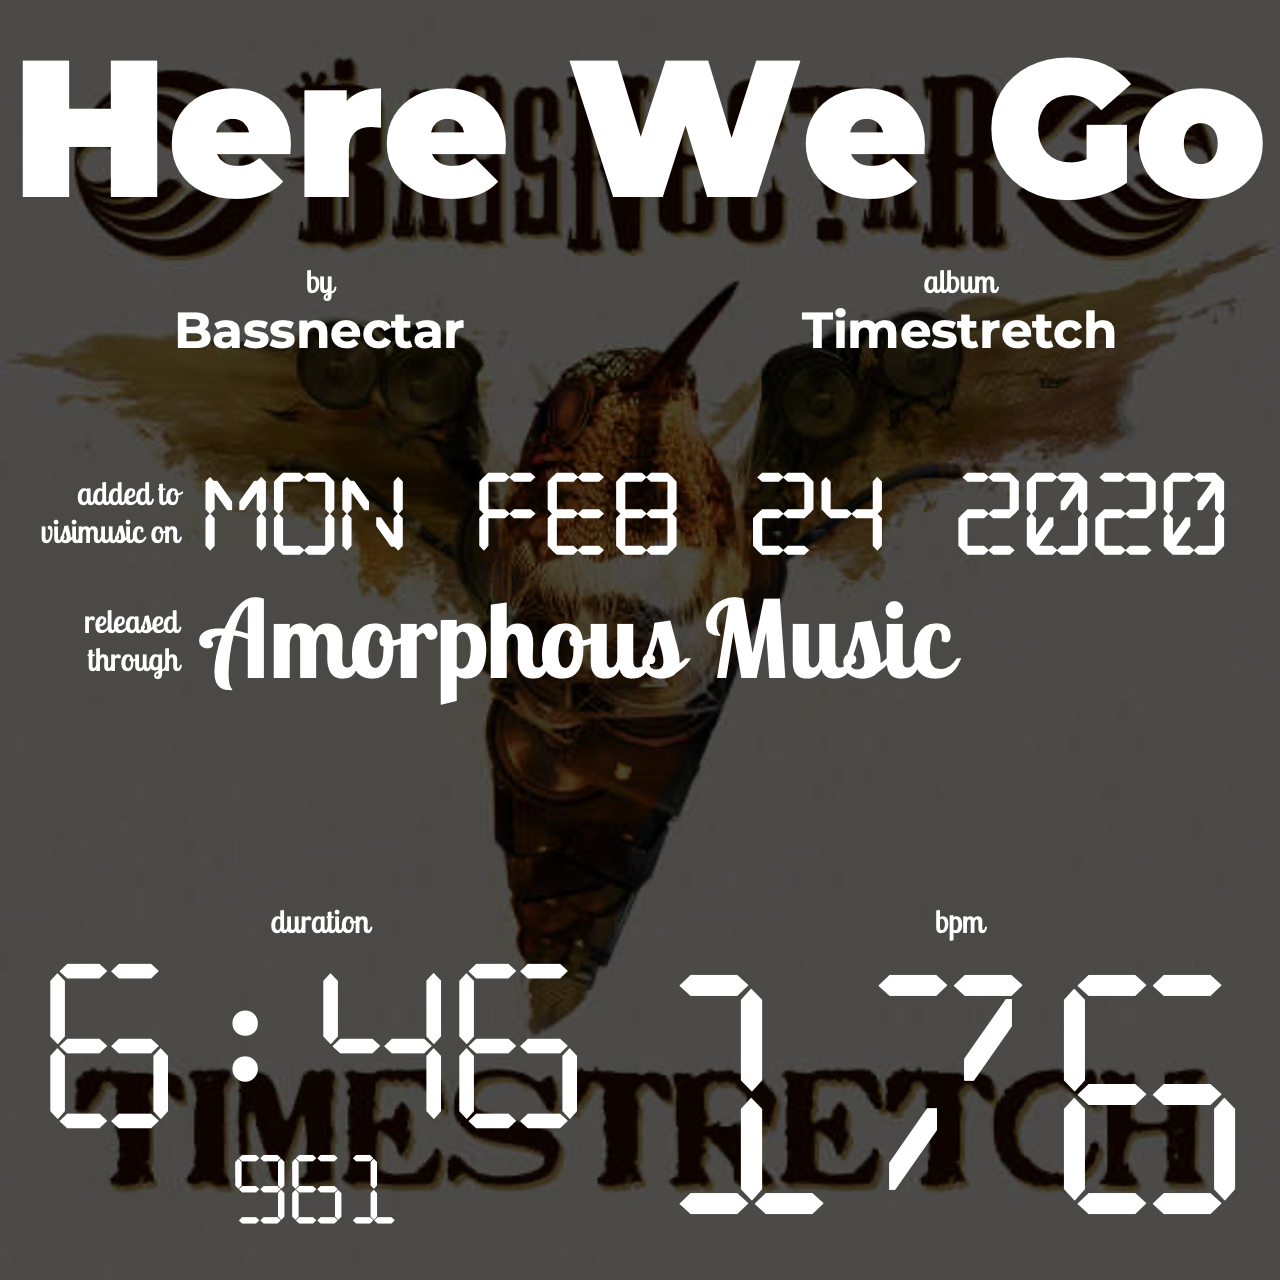 Here We Go
BASSNECTAR
by
Bassnectar
album
Timestretch
added to
visimusic on
MON FEB 24 2020
released
through
Amorphous Music
duration
6:46
961
bpm
176
TIMESTRETCH